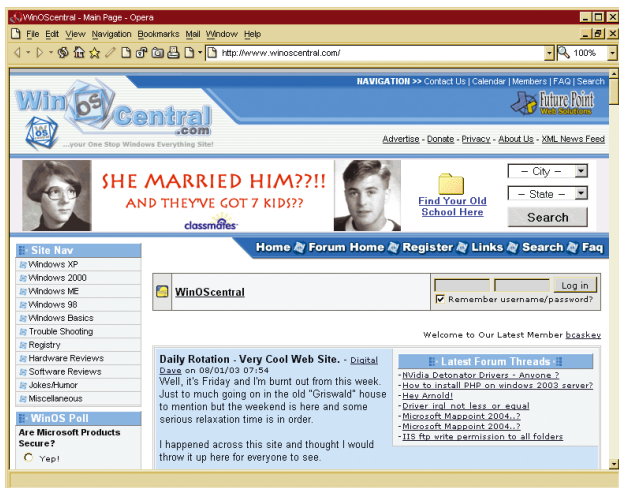 WinOScentral - Main Page - Opera
File Edit View Navigation Bookmarks Mail Window Help
http://www.winoscentral.com/
100%
NAVIGATION >> Contact Us | Calendar | Members | FAQ | Search
Win os Central
.com
OS
...your One Stop Windows Everything Site!
Future Point
Web Solutions
Advertise - Donate - Privacy - About Us - XML News Feed
SHE MARRIED HIM??!!
AND THEY'VE GOT 7 KIDS??
classmates
Find Your Old
School Here
– City –
– State –
Search
Home Forum Home Register Links Search Faq
Site Nav
Windows XP
Windows 2000
Windows ME
Windows 98
Windows Basics
Trouble Shooting
Registry
Hardware Reviews
Software Reviews
Jokes/Humor
Miscellaneous
WinOS Poll
Are Microsoft Products
Secure?
Yep!
WinOScentral
Log in
Remember username/password?
Welcome to Our Latest Member bcaskey
Daily Rotation - Very Cool Web Site. - Digital
Dave on 08/01/03 07:54
Well, it's Friday and I'm burnt out from this week.
Just to much going on in the old "Griswald" house
to mention but the weekend is here and some
serious relaxation time is in order.
I happened across this site and thought I would
throw it up here for everyone to see.
Latest Forum Threads
-NVidia Detonator Drivers - Anyone ?
-How to install PHP on windows 2003 server?
-Hey Arnold!
-Driver irql not less or equal
-Microsoft Mappoint 2004..?
-Microsoft Mappoint 2004..?
-IIS ftp write permission to all folders